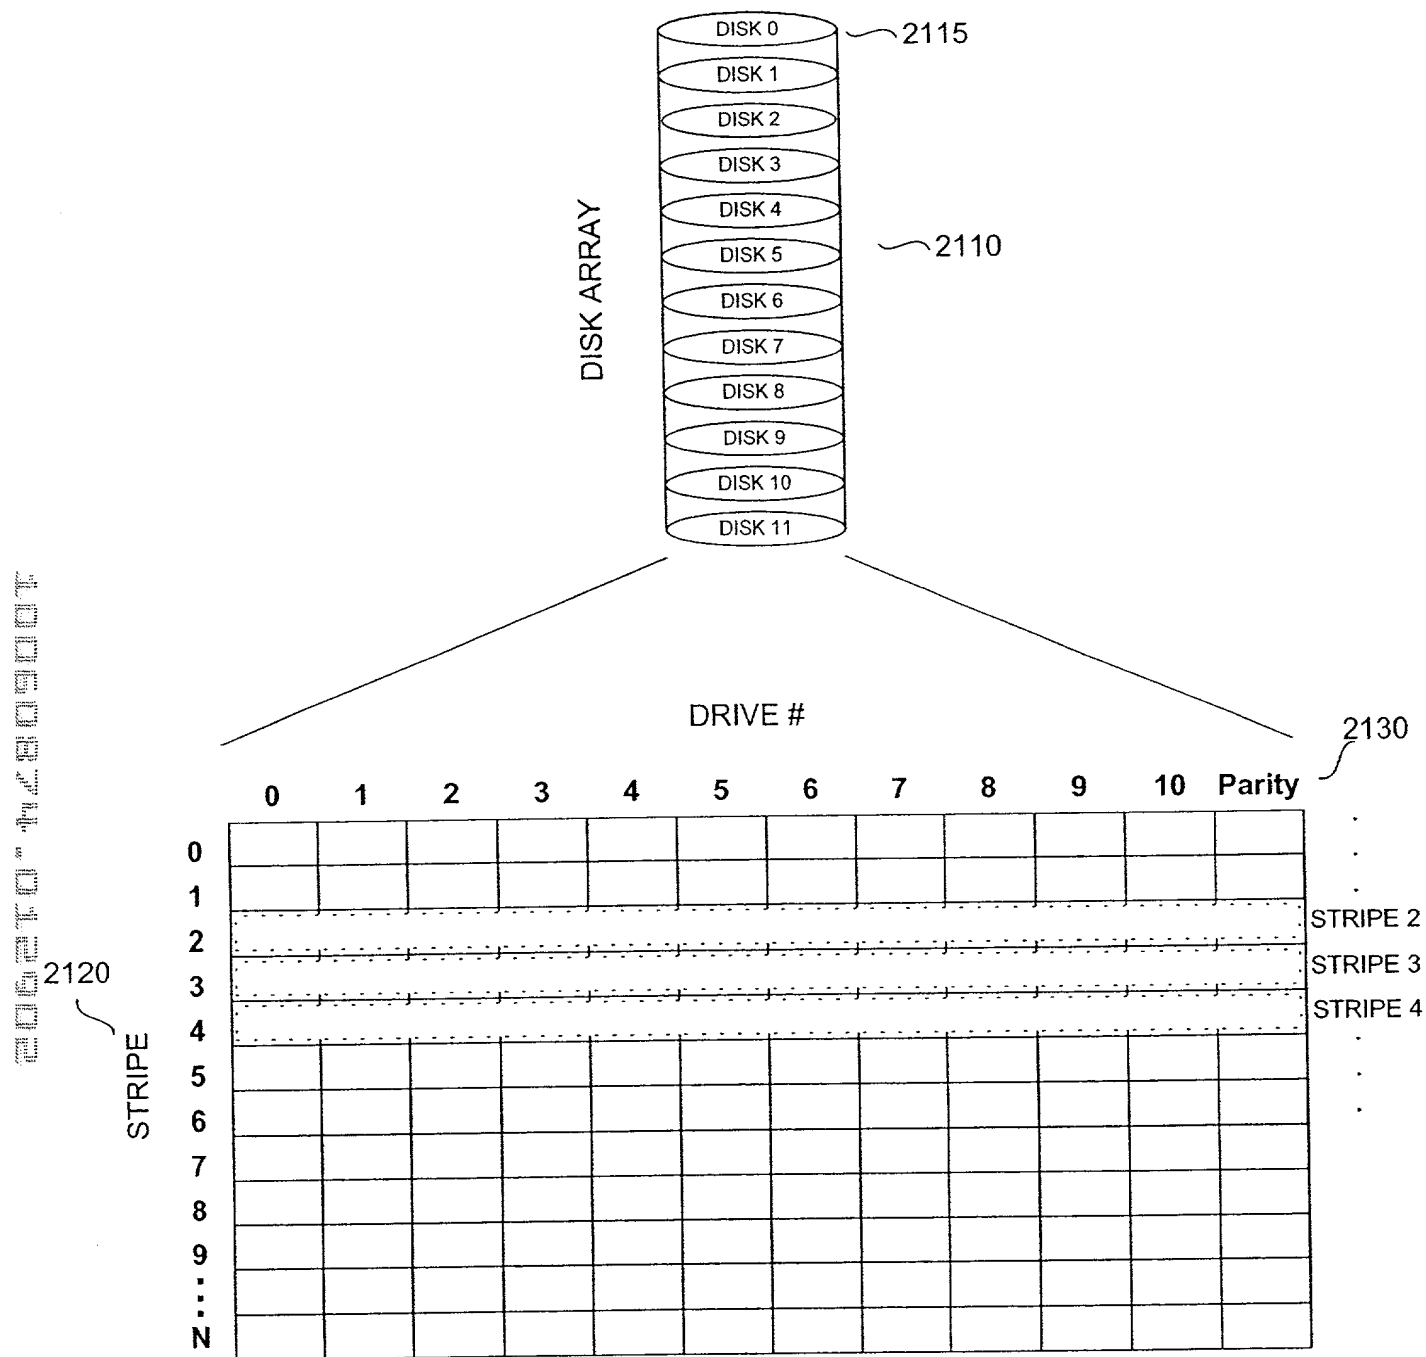 DISK 0
2115
DISK 1
DISK 2
DISK 3
DISK 4
DISK 5
2110
DISK 6
DISK 7
DISK 8
DISK 9
DISK 10
DISK 11
DISK ARRAY
DRIVE #
2130
0 1 2 3 4 5 6 7 8 9 10 Parity
0
1
2 STRIPE 2
3 STRIPE 3
4 STRIPE 4
5
6
7
8
9
N
2120
STRIPE
10060874.012902